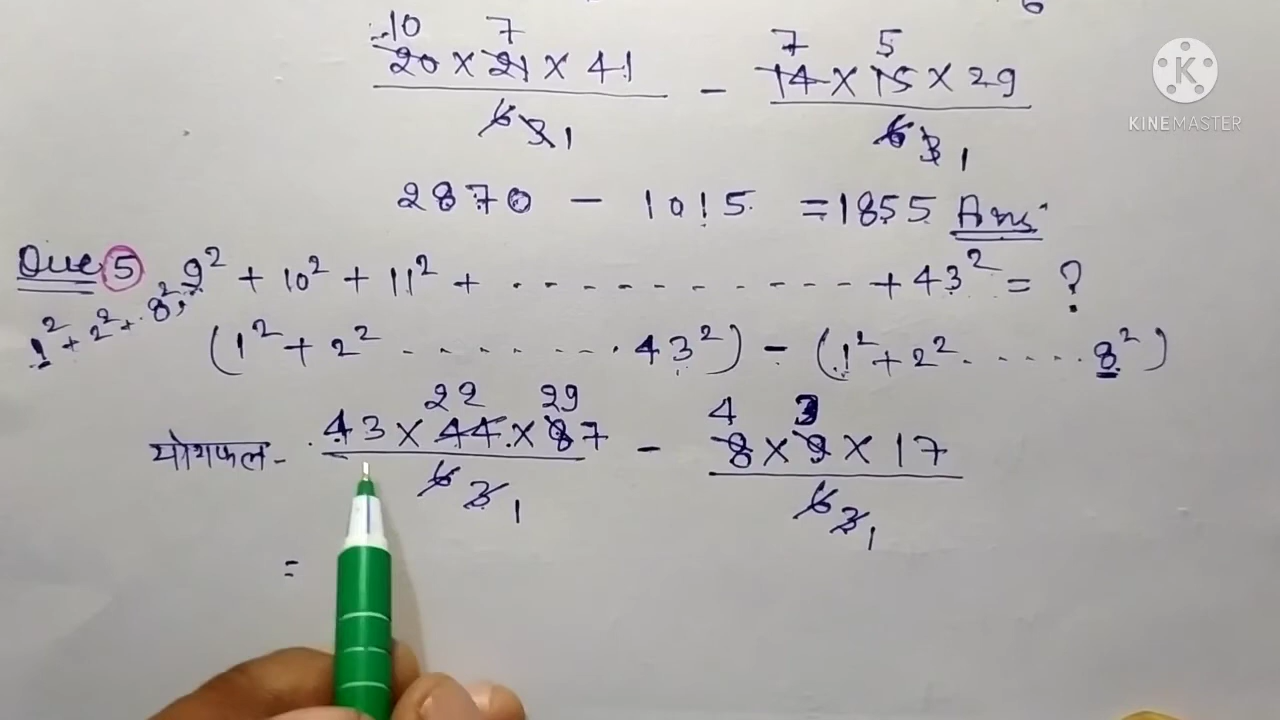 6
10 7 7 5
20 × 21 × 41 / 6 3 1 - 14 × 15 × 29 / 6 3 1
2870 - 1015 = 1855 Ans
Que 5 9² + 10² + 11² + ........... + 43² = ?
1² + 2² + .8²,
(1² + 2² ........ 43²) - (1² + 2² ..... 8²)
22 29 4 3
योगफल - 43 × 44 × 87 / 6 3 1 - 8 × 9 × 17 / 6 3 1
=
KINEMASTER